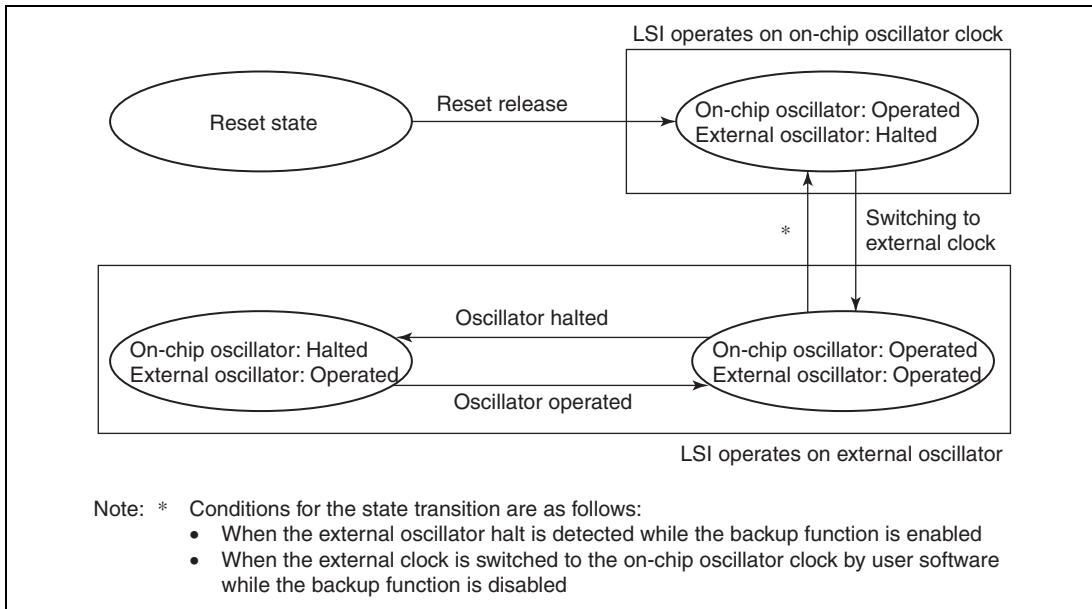 LSI operates on on-chip oscillator clock
Reset state
Reset release
On-chip oscillator: Operated
External oscillator: Halted
*
Switching to
external clock
On-chip oscillator: Halted
External oscillator: Operated
Oscillator halted
Oscillator operated
On-chip oscillator: Operated
External oscillator: Operated
LSI operates on external oscillator
Note: * Conditions for the state transition are as follows:
• When the external oscillator halt is detected while the backup function is enabled
• When the external clock is switched to the on-chip oscillator clock by user software
while the backup function is disabled